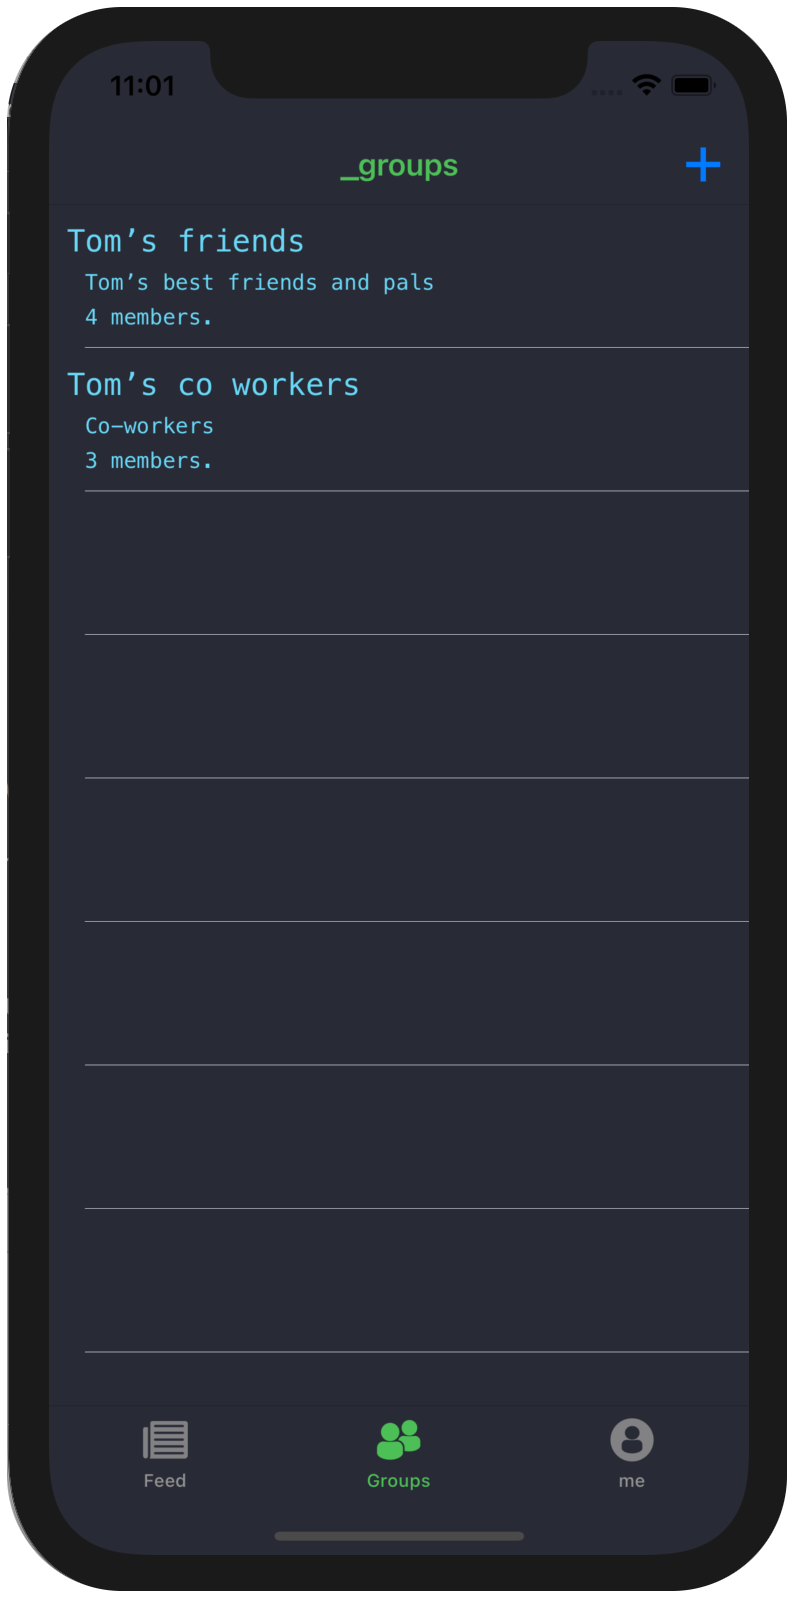 11:01
_groups
Tom’s friends
Tom’s best friends and pals
4 members.
Tom’s co workers
Co-workers
3 members.
Feed
Groups
me